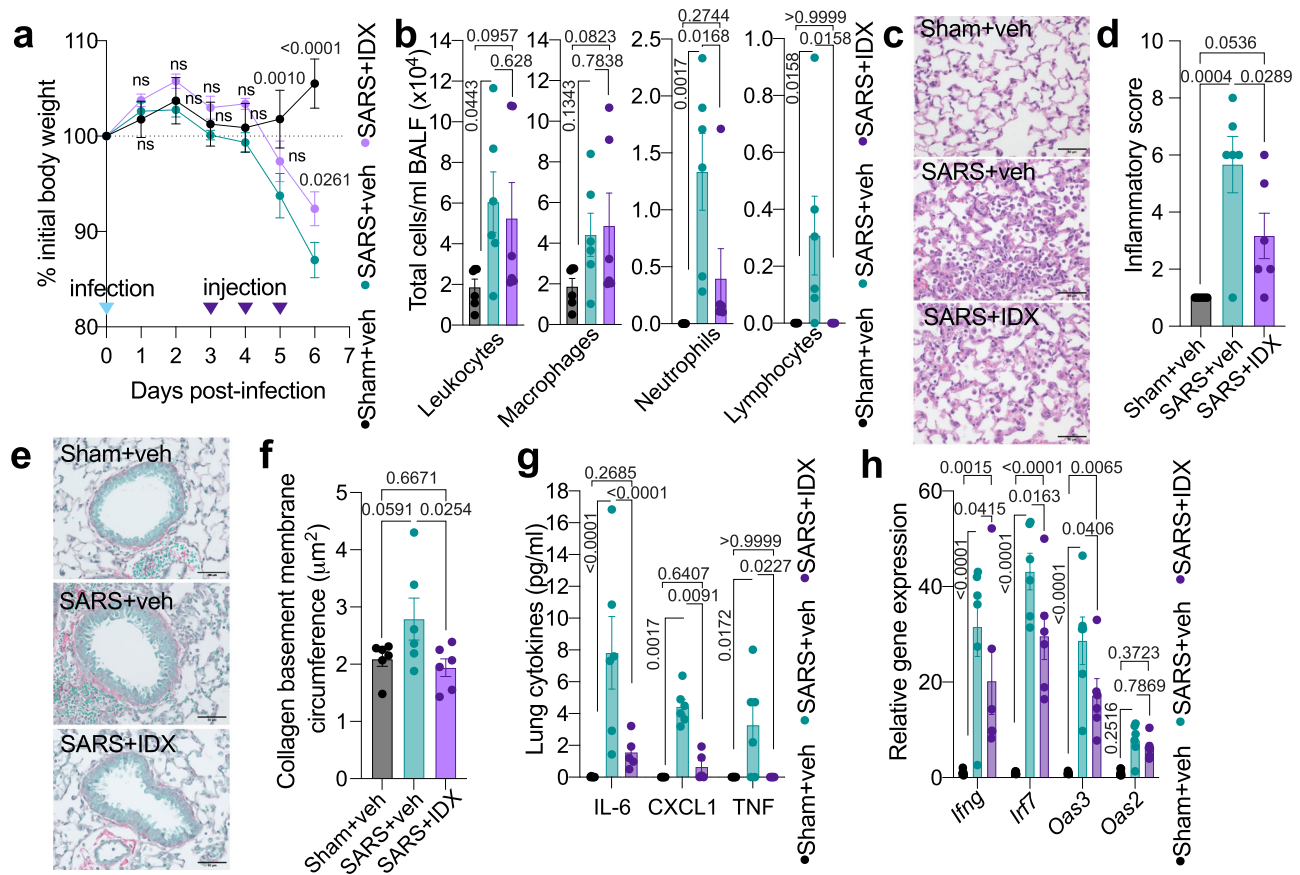 a
% initial body weight
110
100
90
80
ns
ns
ns
ns
ns
ns
ns
ns
0.0010
<0.0001
0.0261
infection
injection
0 1 2 3 4 5 6 7
Days post-infection
●Sham+veh ●SARS+veh ●SARS+IDX
b
Total cells/ml BALF (x10⁴)
14
12
10
8
6
4
2
0
0.0957
0.628
0.0443
Leukocytes
14
12
10
8
6
4
2
0
0.0823
0.7838
0.1343
Macrophages
2.5
2.0
1.5
1.0
0.5
0.0
0.2744
0.0168
0.0017
Neutrophils
1.0
0.8
0.6
0.4
0.2
0.0
>0.9999
0.0158
0.0158
Lymphocytes
●Sham+veh ●SARS+veh ●SARS+IDX
c
Sham+veh
SARS+veh
SARS+IDX
d
Inflammatory score
10
8
6
4
2
0
0.0536
0.0004
0.0289
Sham+veh
SARS+veh
SARS+IDX
e
Sham+veh
SARS+veh
SARS+IDX
f
Collagen basement membrane
circumference (μm²)
5
4
3
2
1
0
0.6671
0.0591
0.0254
Sham+veh
SARS+veh
SARS+IDX
g
Lung cytokines (pg/ml)
18
16
14
12
10
8
6
4
2
0
0.2685
<0.0001
<0.0001
0.6407
0.0091
0.0017
>0.9999
0.0227
0.0172
IL-6 CXCL1 TNF
●Sham+veh ●SARS+veh ●SARS+IDX
h
Relative gene expression
60
40
20
0
0.0015
0.0415
<0.0001
<0.0001
0.0163
<0.0001
0.0065
0.0406
<0.0001
0.3723
0.7869
0.2516
Ifng
Irf7
Oas3
Oas2
●Sham+veh ●SARS+veh ●SARS+IDX